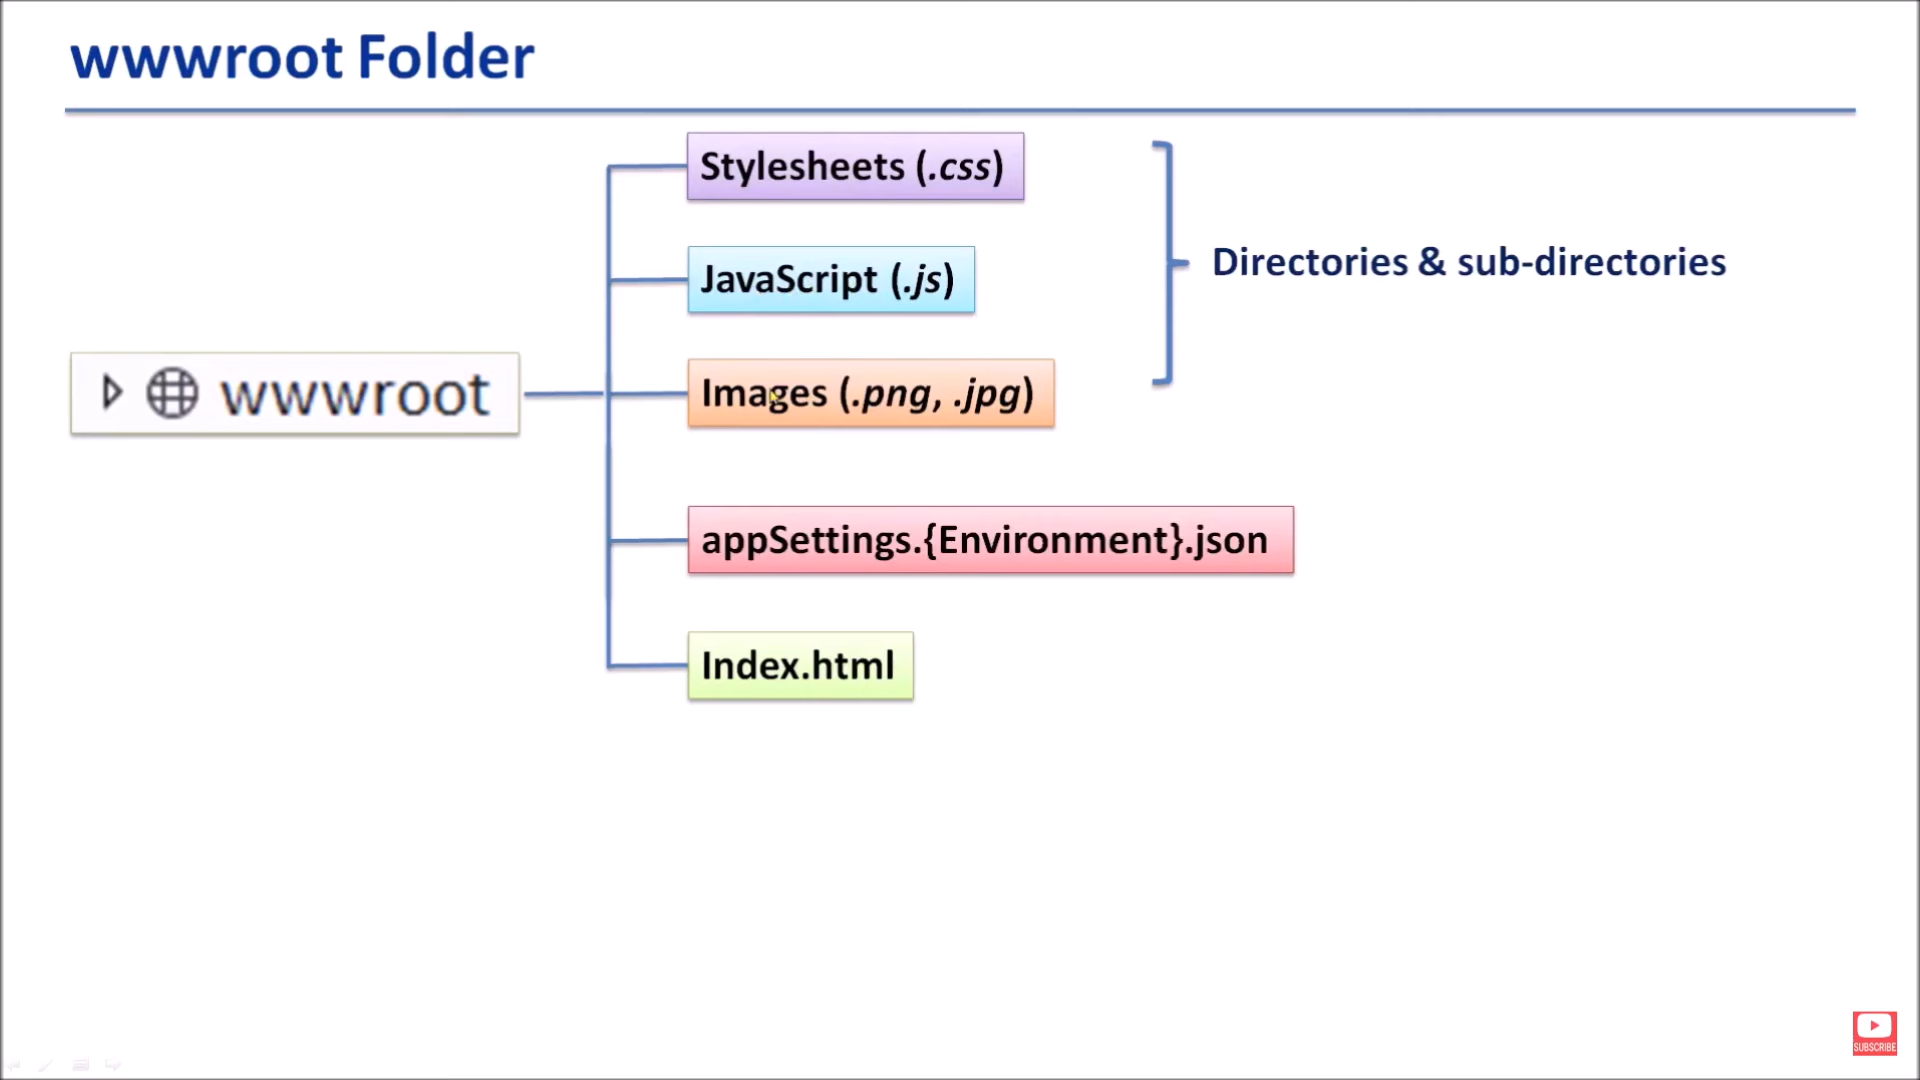 wwwroot Folder
Stylesheets (.css)
JavaScript (.js)
Directories & sub-directories
wwwroot
Images (.png, .jpg)
appSettings.{Environment}.json
Index.html
SUBSCRIBE